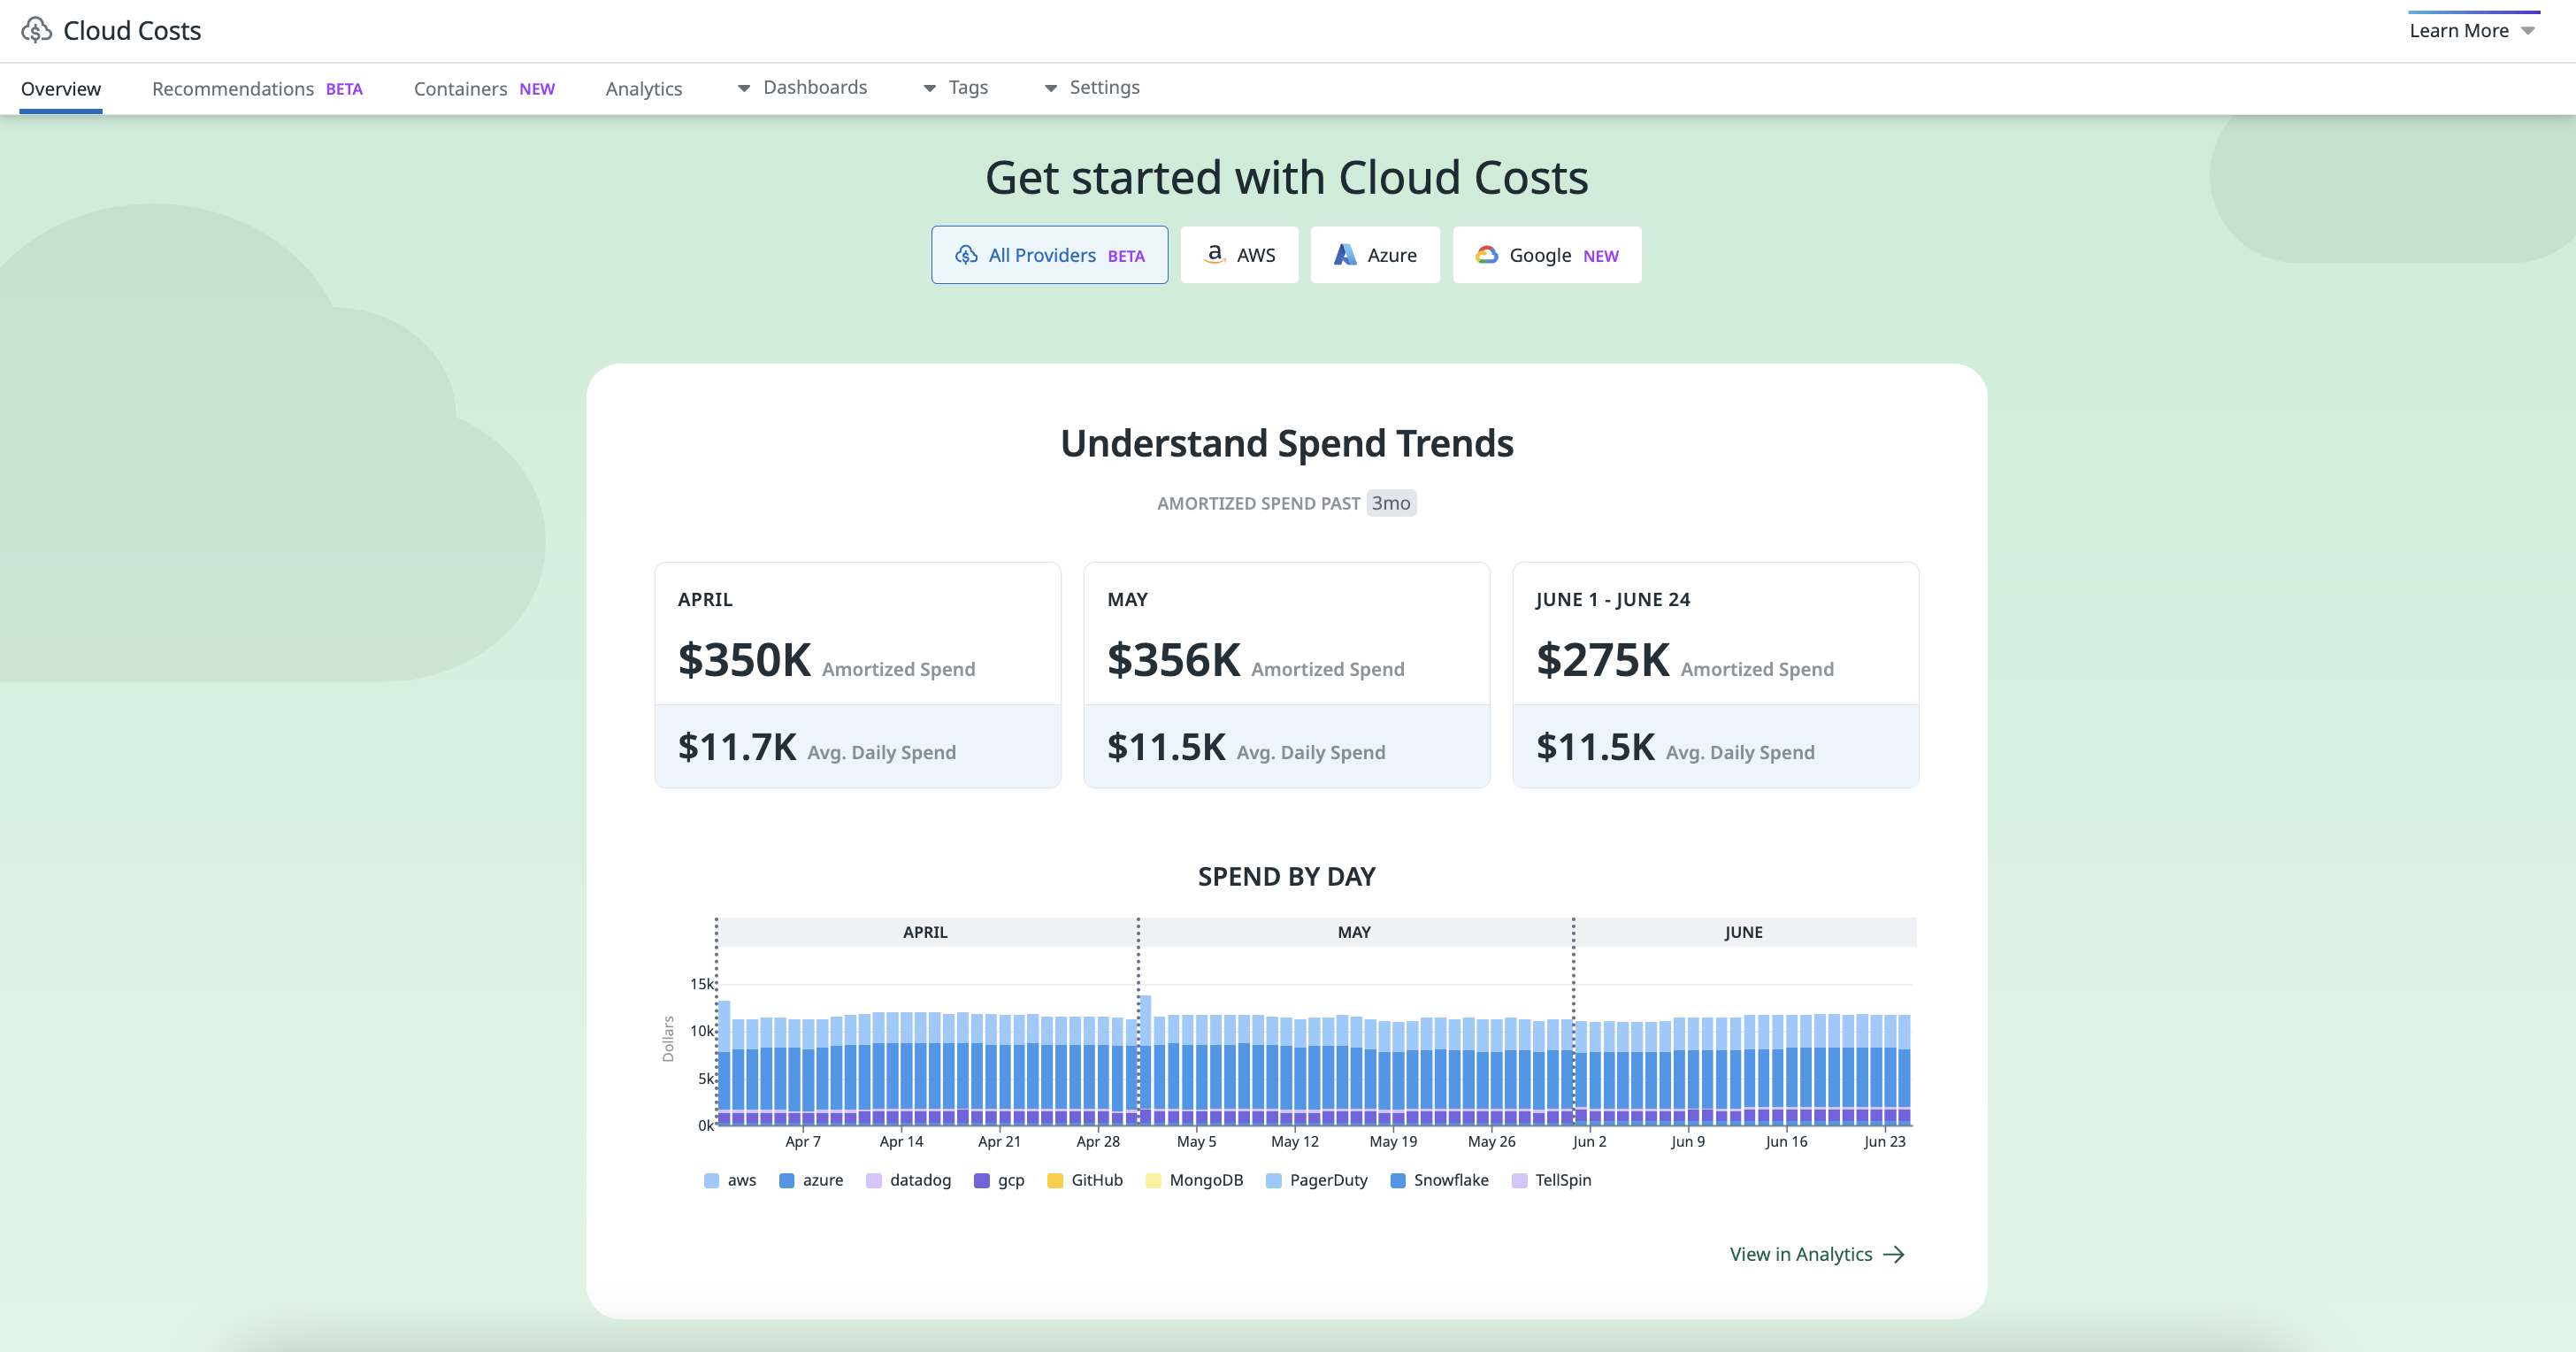 Cloud Costs
Learn More
Overview Recommendations BETA Containers NEW Analytics Dashboards Tags Settings
Get started with Cloud Costs
All Providers BETA AWS Azure Google NEW
Understand Spend Trends
AMORTIZED SPEND PAST 3mo
APRIL
$350K Amortized Spend
$11.7K Avg. Daily Spend
MAY
$356K Amortized Spend
$11.5K Avg. Daily Spend
JUNE 1 - JUNE 24
$275K Amortized Spend
$11.5K Avg. Daily Spend
SPEND BY DAY
APRIL MAY JUNE
Dollars
15k
10k
5k
0k
Apr 7 Apr 14 Apr 21 Apr 28 May 5 May 12 May 19 May 26 Jun 2 Jun 9 Jun 16 Jun 23
aws azure datadog gcp GitHub MongoDB PagerDuty Snowflake TellSpin
View in Analytics